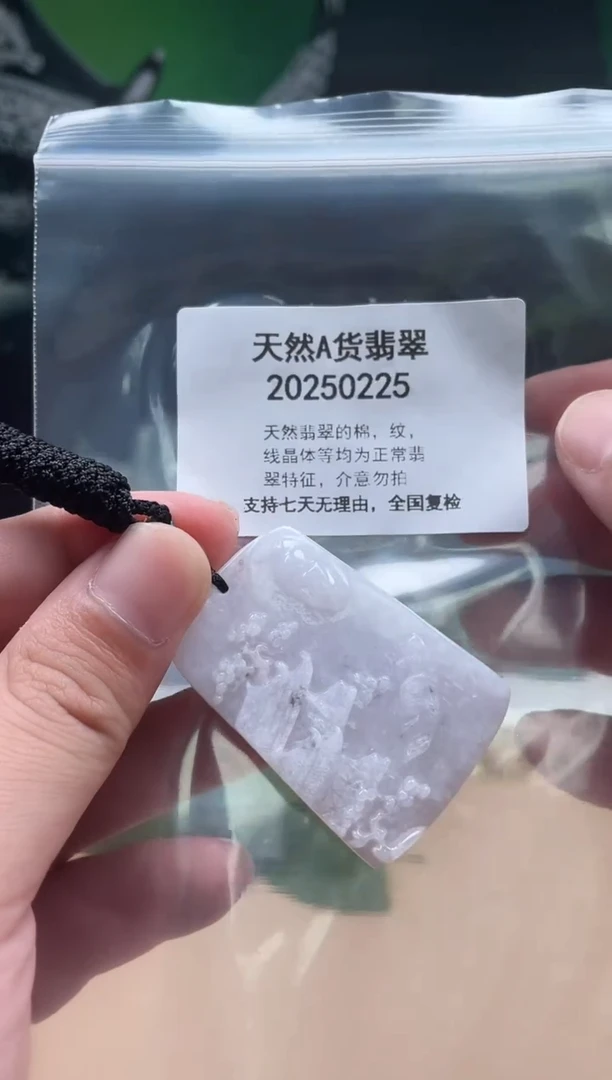 天然A货翡翠
20250225
天然翡翠的棉，纹，
线晶体等均为正常翡
翠特征，介意勿拍
支持七天无理由，全国复检